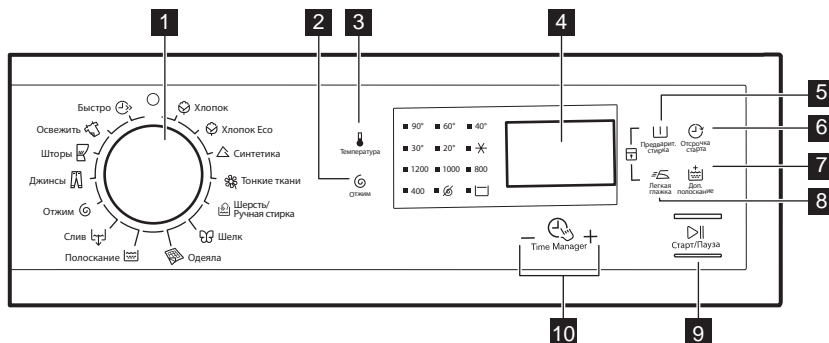 1
2
3
4
5
6
7
8
9
10
Быстро
Освежить
Шторы
Джинсы
Отжим
Слив
Полоскание
Хлопок
Хлопок Eco
Синтетика
Тонкие ткани
Шерсть/
Ручная стирка
Шелк
Одеяла
Температура
Отжим
90° 60° 40°
30° 20°
1200 1000 800
400
Предварит.
стирка
Отсрочка
старта
Легкая
глажка
Доп.
полоскание
− +
Time Manager
Старт/Пауза